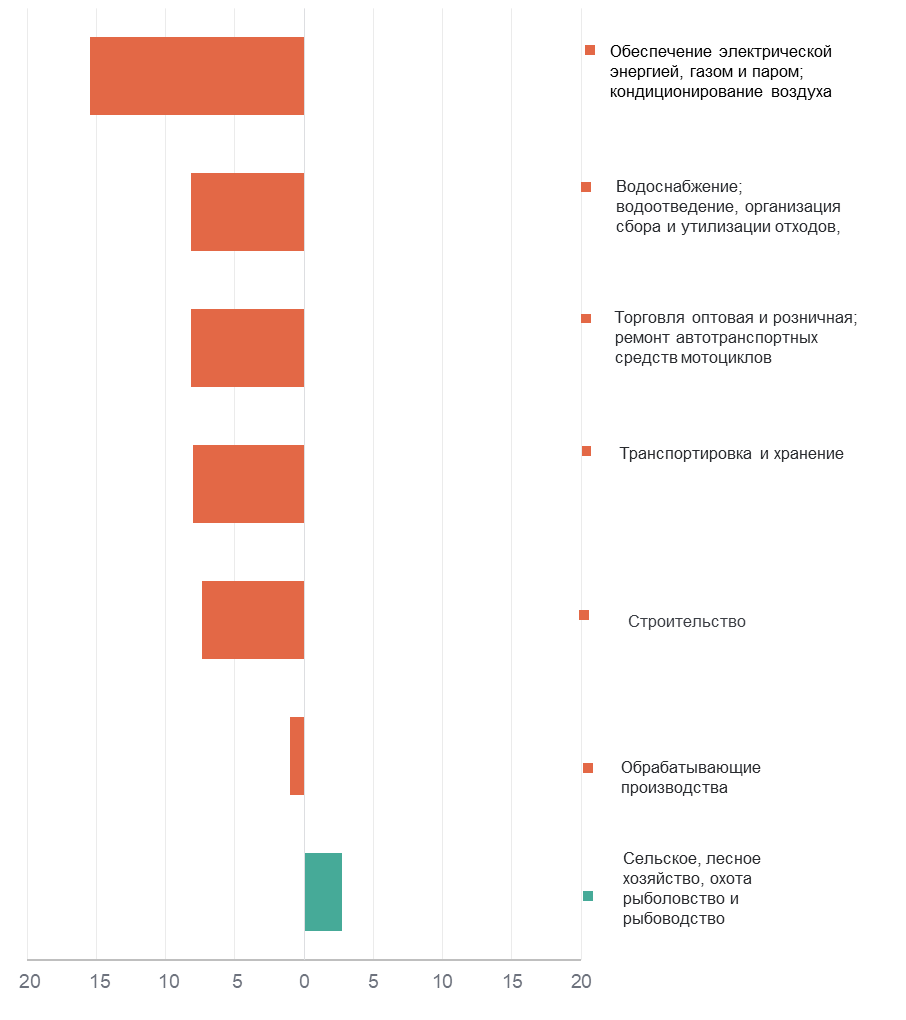 Обеспечение электрической
энергией, газом и паром;
кондиционирование воздуха
Водоснабжение;
водоотведение, организация
сбора и утилизации отходов,
Торговля оптовая и розничная;
ремонт автотранспортных
средств мотоциклов
Транспортировка и хранение
Строительство
Обрабатывающие
производства
Сельское, лесное
хозяйство, охота
рыболовство и
рыбоводство
20 15 10 5 0 5 10 15 20